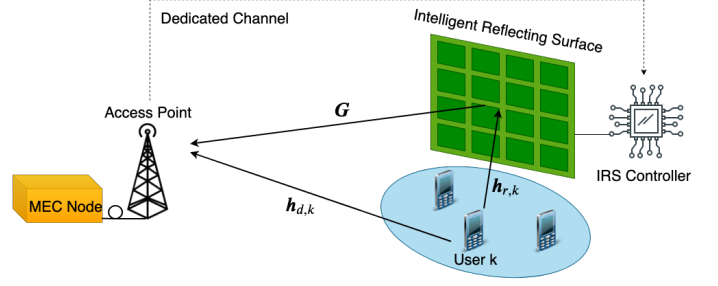 Dedicated Channel
Intelligent Reflecting Surface
Access Point
G
IRS Controller
MEC Node
h_{d,k}
h_{r,k}
User k